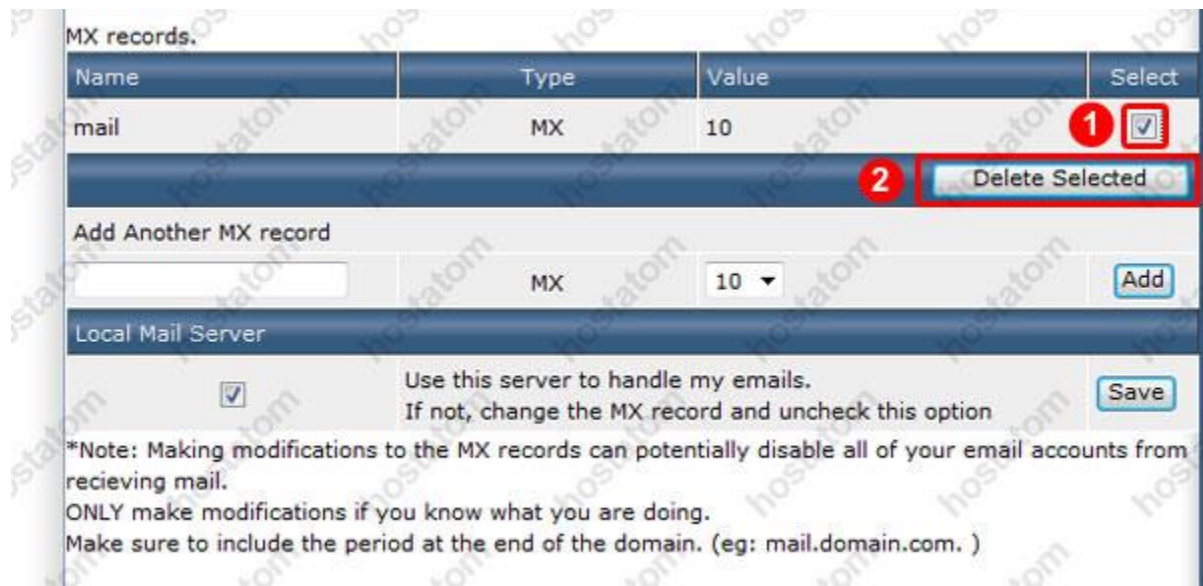 MX records.
Name Type Value Select
mail MX 10 1
2 Delete Selected
Add Another MX record
MX 10 Add
Local Mail Server
Use this server to handle my emails.
If not, change the MX record and uncheck this option
Save
*Note: Making modifications to the MX records can potentially disable all of your email accounts from
recieving mail.
ONLY make modifications if you know what you are doing.
Make sure to include the period at the end of the domain. (eg: mail.domain.com. )
hostatom